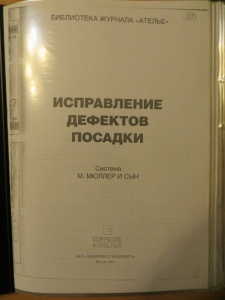 БИБЛИОТЕКА ЖУРНАЛА «АТЕЛЬЕ»
ИСПРАВЛЕНИЕ
ДЕФЕКТОВ
ПОСАДКИ
Система
М. МЮЛЛЕР И СЫН